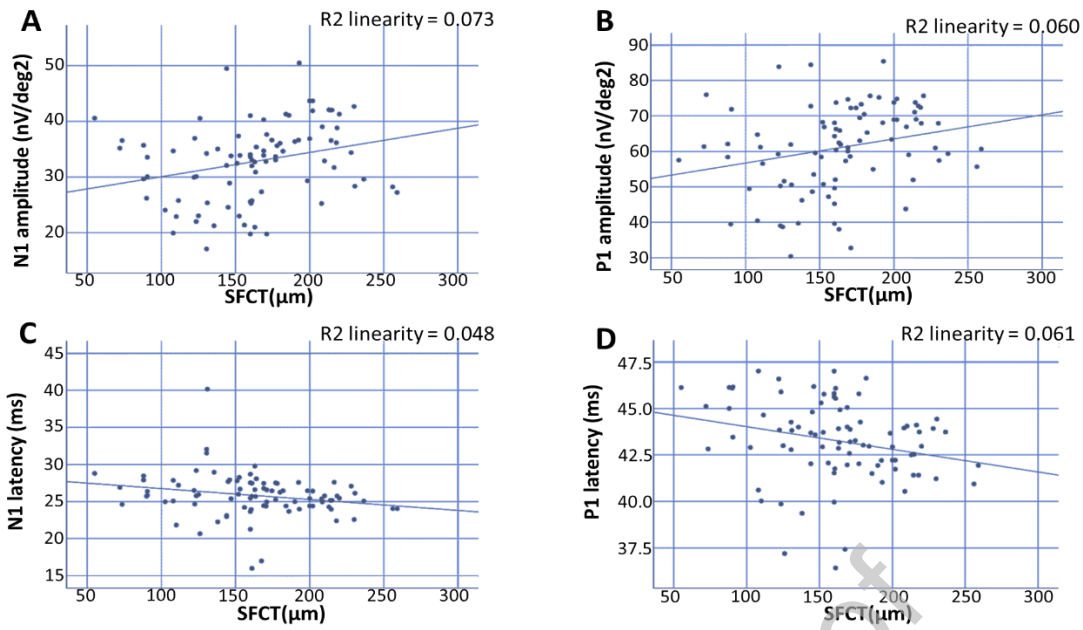 A
R2 linearity = 0.073
N1 amplitude (nV/deg2)
50
40
30
20
50
100
150
200
250
300
SFCT(µm)
B
R2 linearity = 0.060
P1 amplitude (nV/deg2)
90
80
70
60
50
40
30
50
100
150
200
250
300
SFCT(µm)
C
R2 linearity = 0.048
N1 latency (ms)
45
40
35
30
25
20
15
50
100
150
200
250
300
SFCT(µm)
D
R2 linearity = 0.061
P1 latency (ms)
47.5
45.0
42.5
40.0
37.5
50
100
150
200
250
300
SFCT(µm)